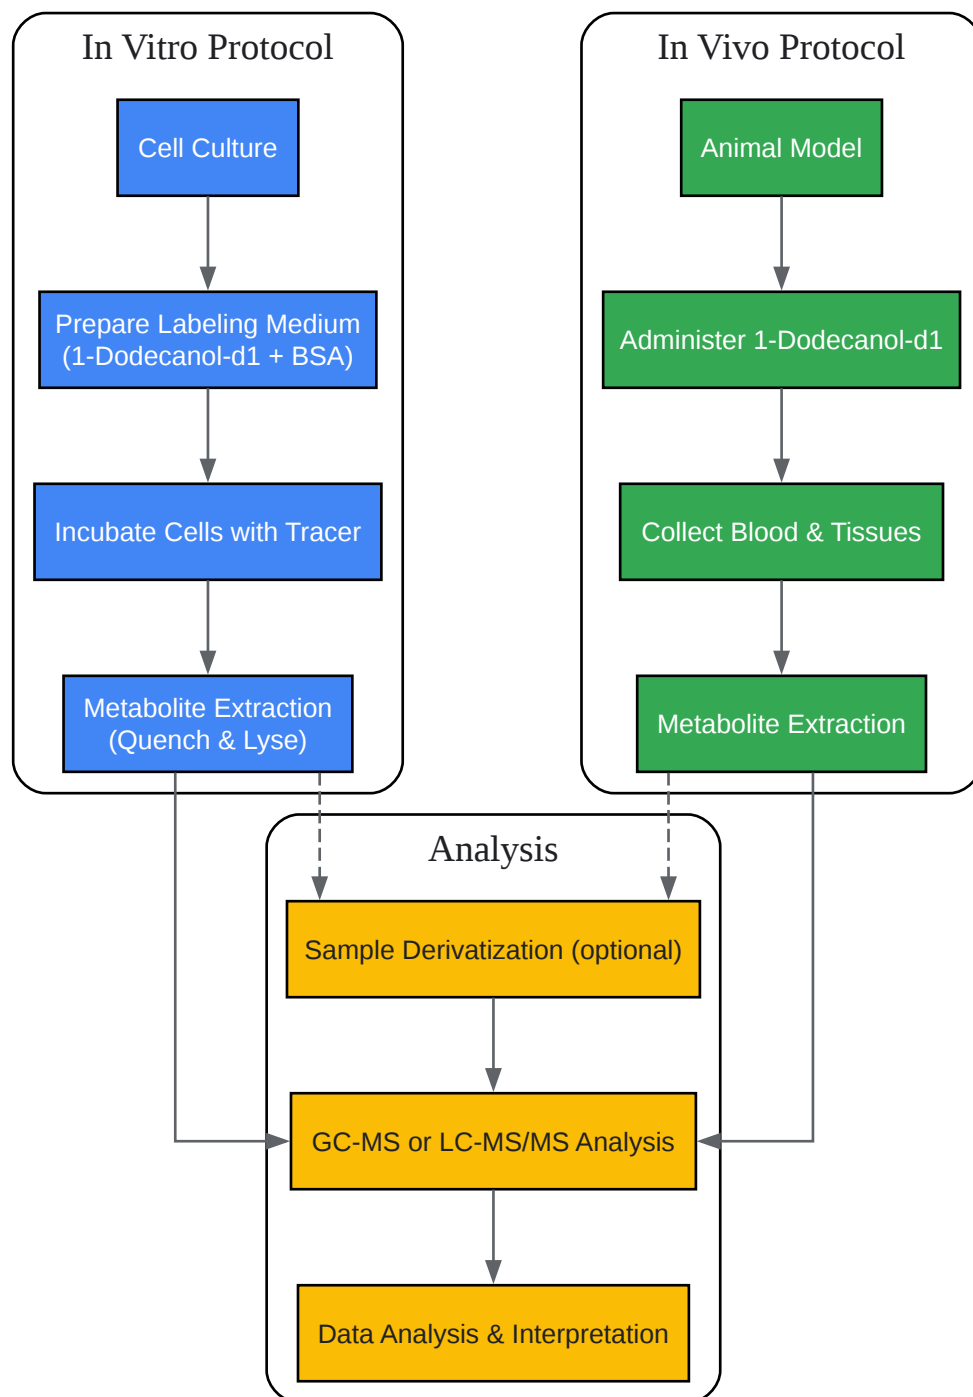 In Vitro Protocol
Cell Culture
Prepare Labeling Medium
(1-Dodecanol-d1 + BSA)
Incubate Cells with Tracer
Metabolite Extraction
(Quench & Lyse)
In Vivo Protocol
Animal Model
Administer 1-Dodecanol-d1
Collect Blood & Tissues
Metabolite Extraction
Analysis
Sample Derivatization (optional)
GC-MS or LC-MS/MS Analysis
Data Analysis & Interpretation